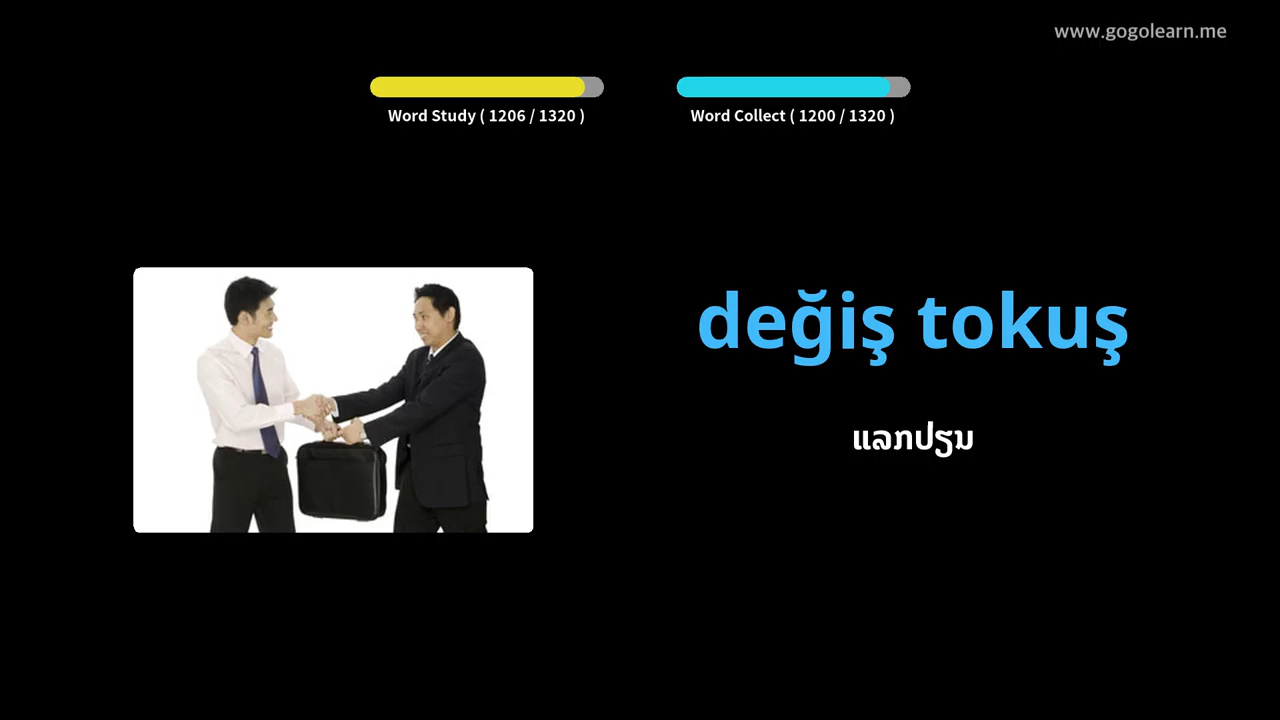 www.gogolearn.me
Word Study ( 1206 / 1320 )
Word Collect ( 1200 / 1320 )
değiş tokuş
ແລກປຽນ